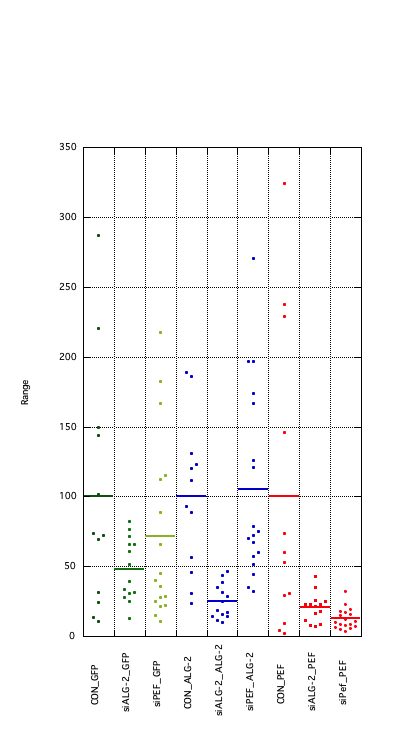 350
300
250
200
150
100
50
0
Range
CON_GFP
siALG-2_GFP
siPEF_GFP
CON_ALG-2
siALG-2_ALG-2
siPEF_ALG-2
CON_PEF
siALG-2_PEF
siPef_PEF